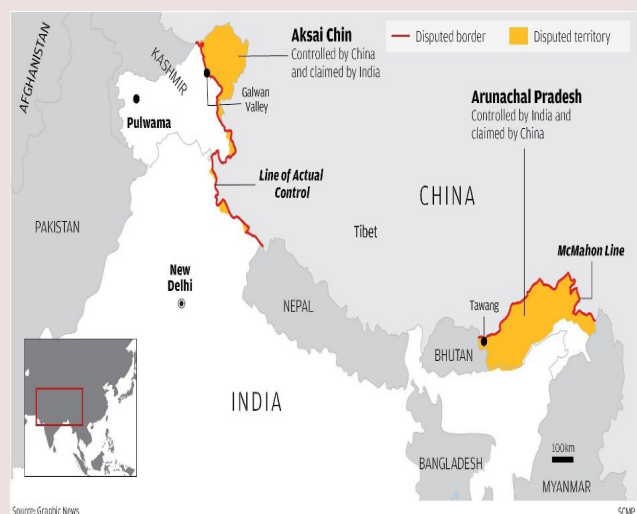 Disputed border
Disputed territory
AFGHANISTAN
KASHMIR
Aksai Chin
Controlled by China
and claimed by India
Galwan
Valley
Pulwama
Arunachal Pradesh
Controlled by India and
claimed by China
Line of Actual
Control
CHINA
PAKISTAN
Tibet
McMahon Line
New
Delhi
NEPAL
Tawang
BHUTAN
INDIA
100km
BANGLADESH
MYANMAR
Source: Graphic News
SCMP